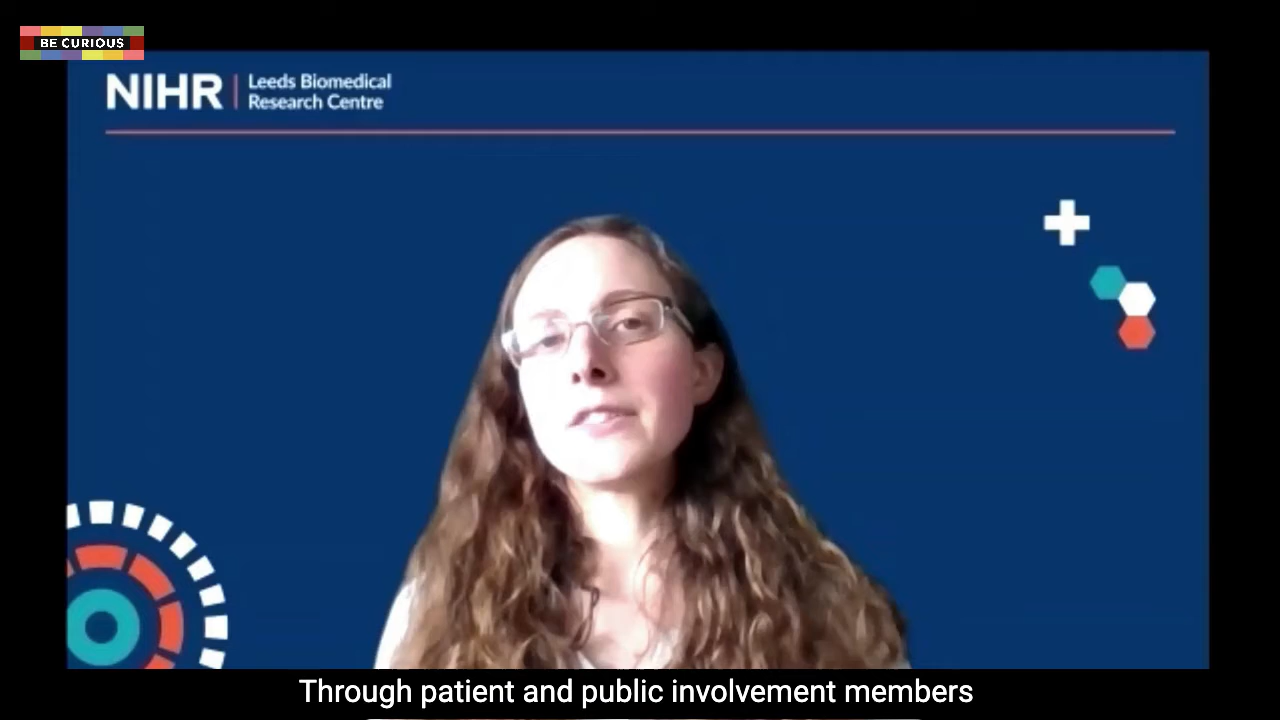 BE CURIOUS
NIHR
Leeds Biomedical
Research Centre
Through patient and public involvement members